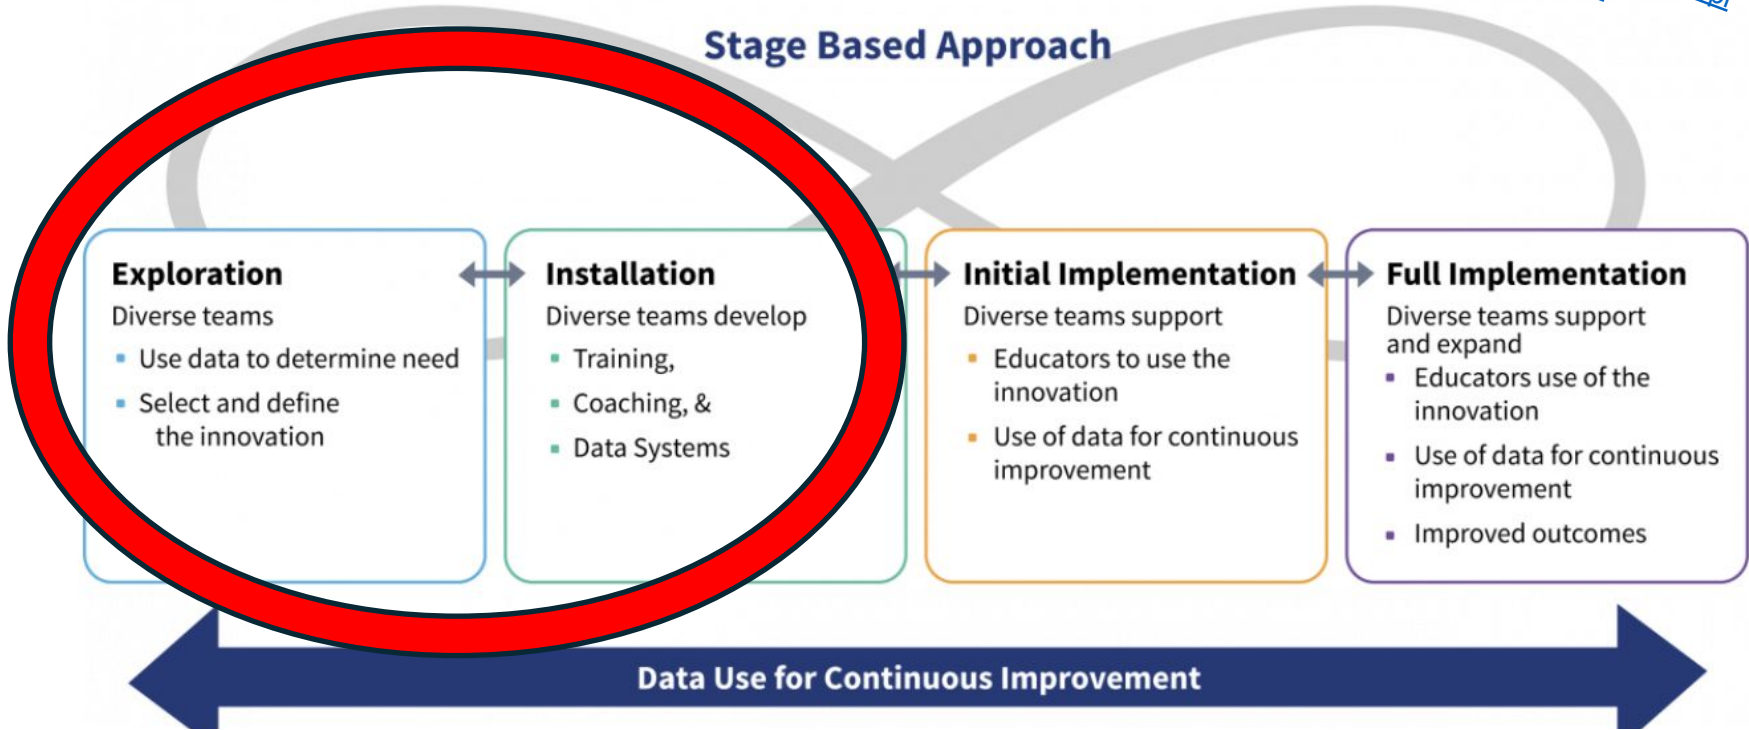 Stage Based Approach
Exploration
Diverse teams
Use data to determine need
Select and define
the innovation
Installation
Diverse teams develop
Training,
Coaching, &
Data Systems
Initial Implementation
Diverse teams support
Educators to use the
innovation
Use of data for continuous
improvement
Full Implementation
Diverse teams support
and expand
Educators use of the
innovation
Use of data for continuous
improvement
Improved outcomes
Data Use for Continuous Improvement